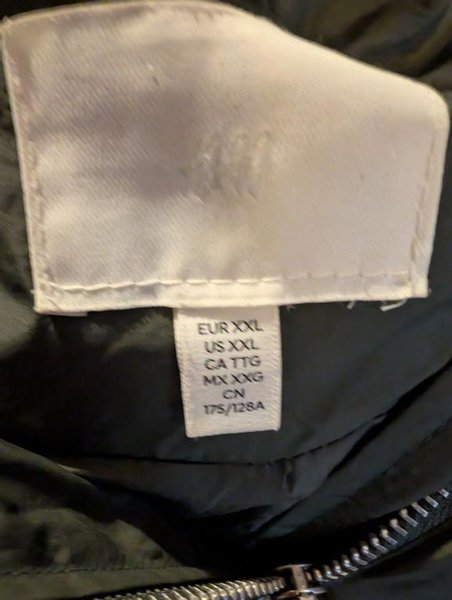 EUR XXL
US XXL
CA TTG
MX XXG
CN
175/128A